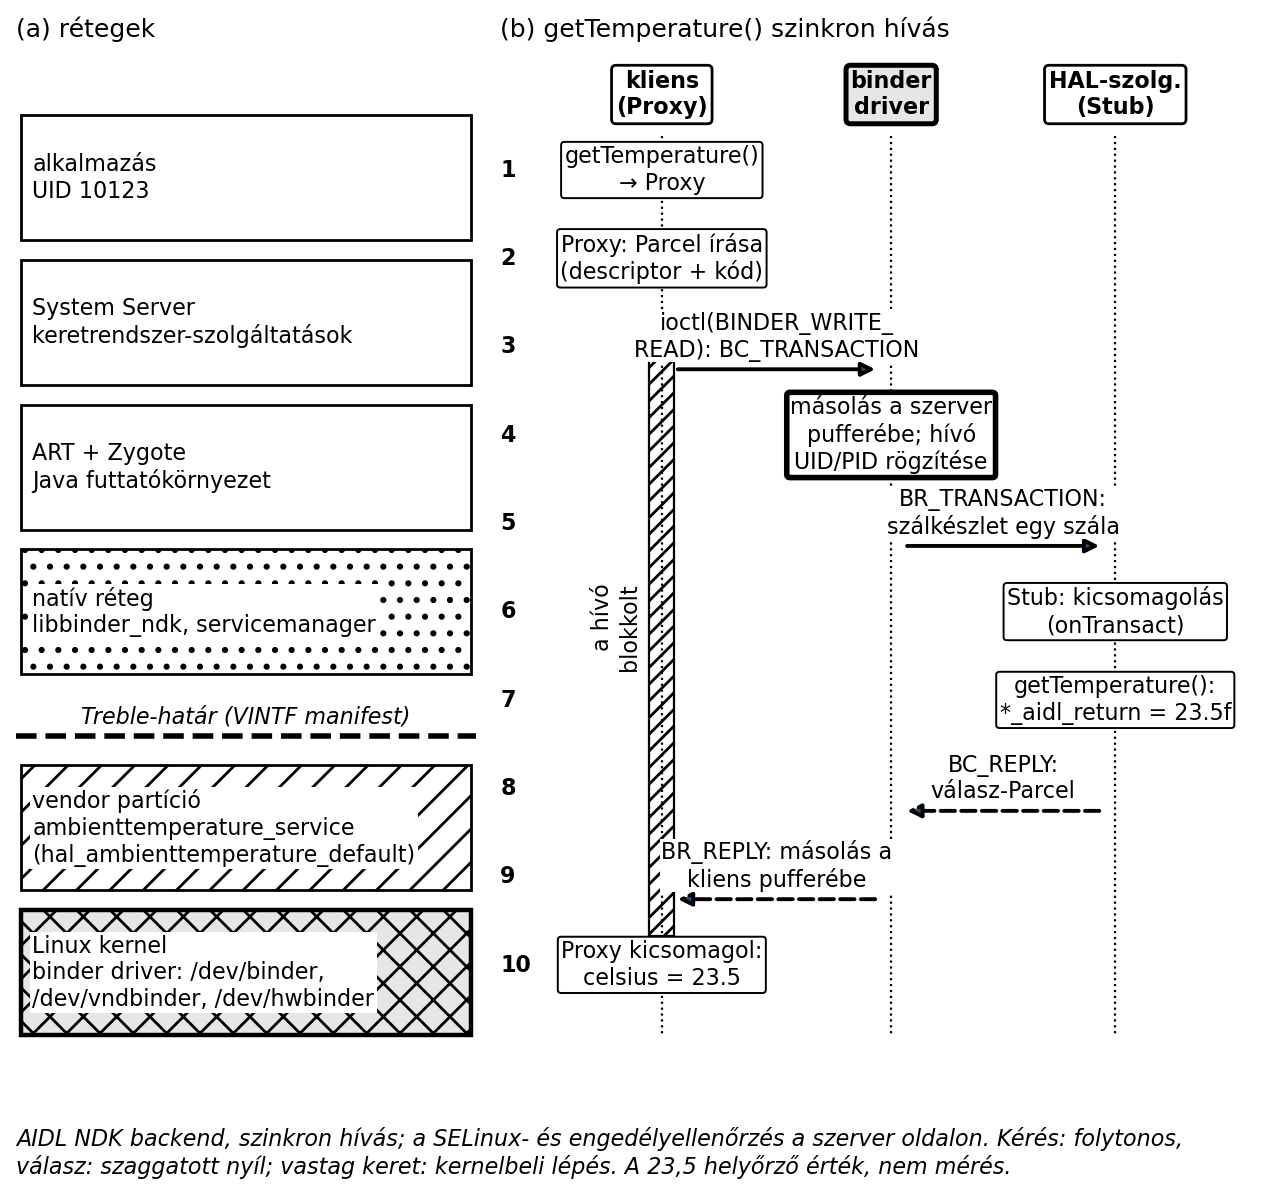 (a) rétegek
alkalmazás
UID 10123
System Server
keretrendszer-szolgáltatások
ART + Zygote
Java futtatókörnyezet
natív réteg
libbinder_ndk, servicemanager
Treble-határ (VINTF manifest)
vendor partíció
ambienttemperature_service
(hal_ambienttemperature_default)
Linux kernel
binder driver: /dev/binder,
/dev/vndbinder, /dev/hwbinder
(b) getTemperature() szinkron hívás
kliens
(Proxy)
binder
driver
HAL-szolg.
(Stub)
1
getTemperature()
→ Proxy
2
Proxy: Parcel írása
(descriptor + kód)
3
ioctl(BINDER_WRITE_
READ): BC_TRANSACTION
4
másolás a szerver
pufferébe; hívó
UID/PID rögzítése
5
BR_TRANSACTION:
szálkészlet egy szála
a hívó
blokkolt
6
Stub: kicsomagolás
(onTransact)
7
getTemperature():
*_aidl_return = 23.5f
8
BC_REPLY:
válasz-Parcel
9
BR_REPLY: másolás a
kliens pufferébe
10
Proxy kicsomagol:
celsius = 23.5
AIDL NDK backend, szinkron hívás; a SELinux- és engedélyellenőrzés a szerver oldalon. Kérés: folytonos,
válasz: szaggatott nyíl; vastag keret: kernelbeli lépés. A 23,5 helyőrző érték, nem mérés.